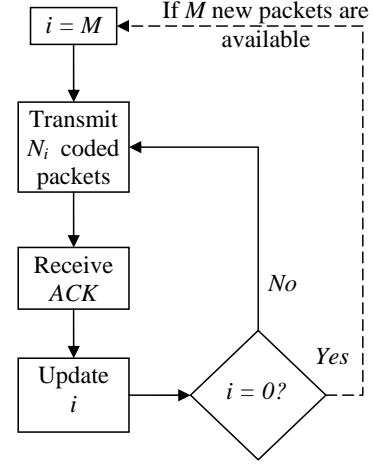 i = M
If M new packets are
available
Transmit
Nᵢ coded
packets
Receive
ACK
No
Update
i
i = 0?
Yes